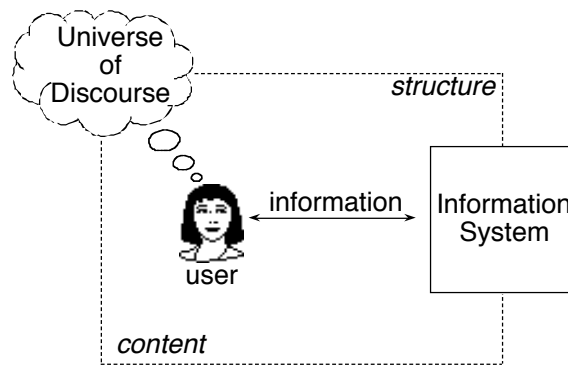 Universe
of
Discourse
structure
information
Information
System
user
content